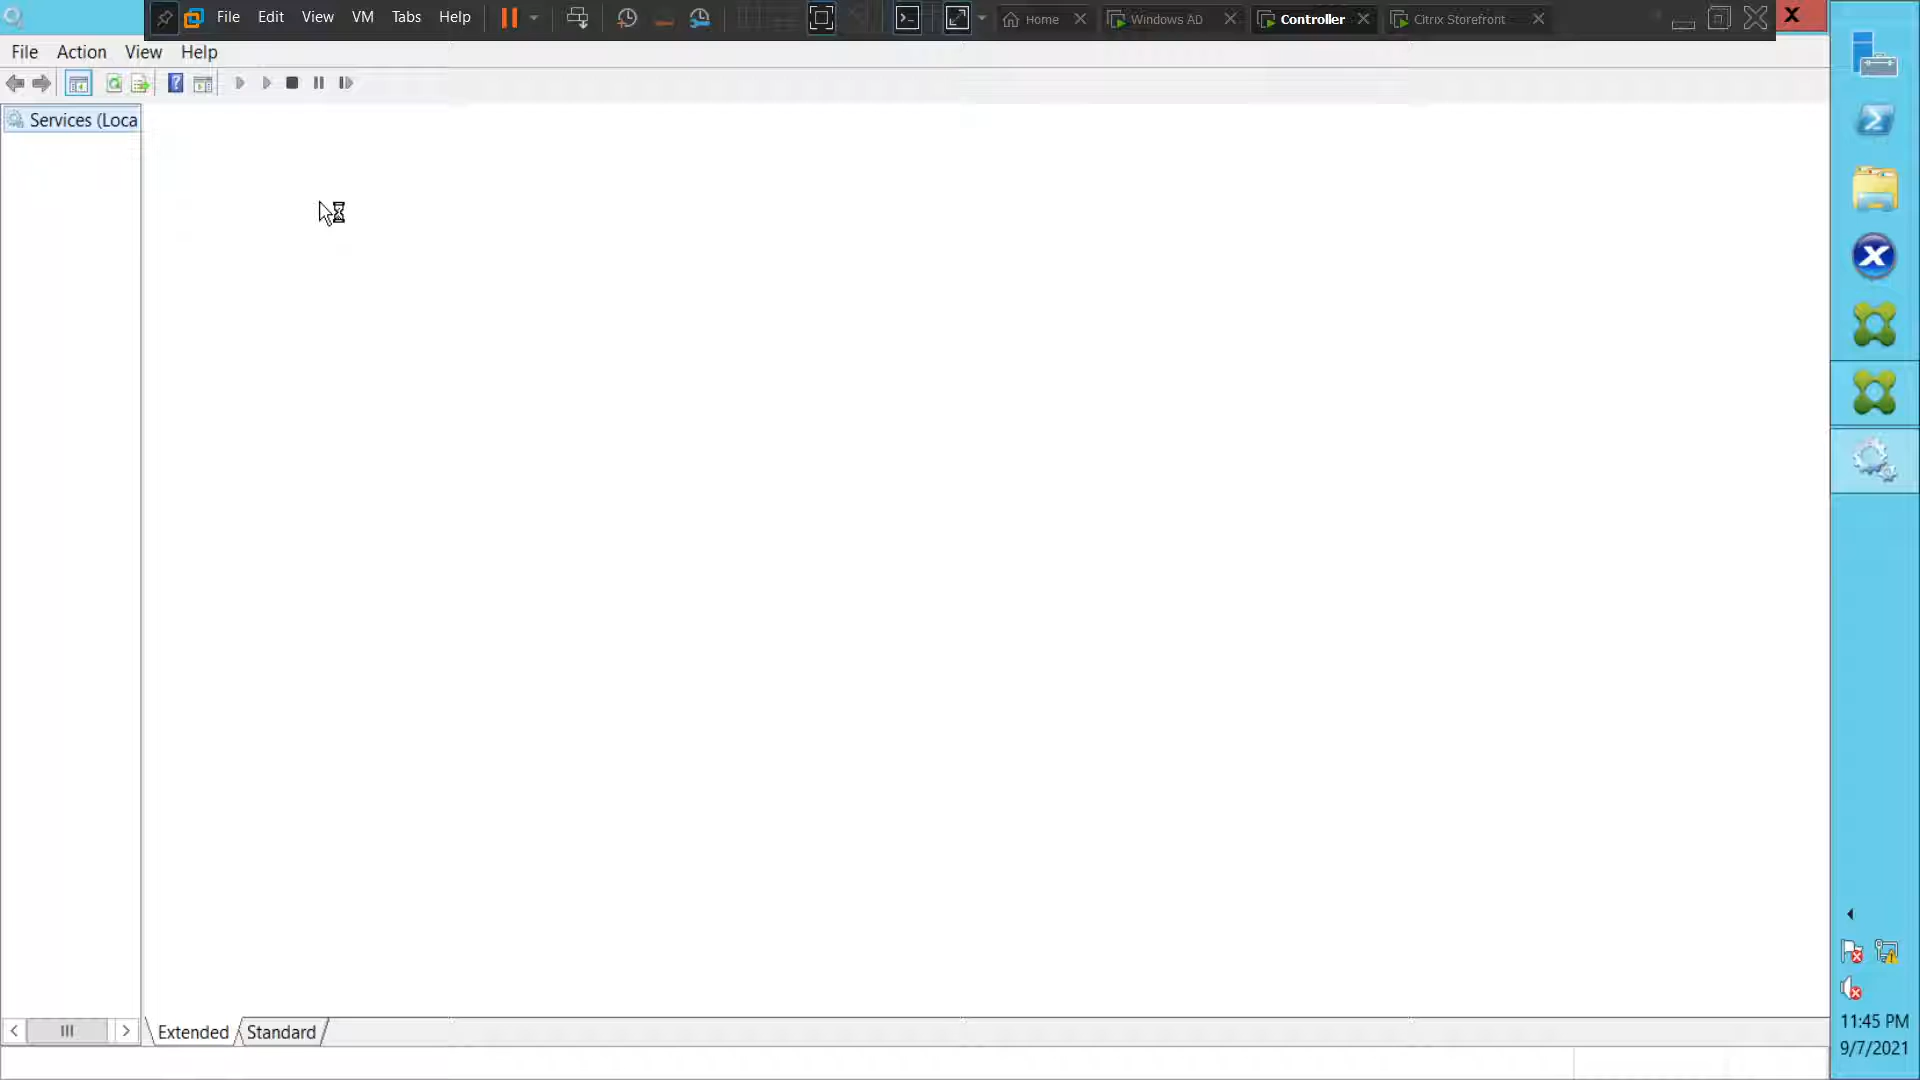 File Edit View VM Tabs Help Home Windows AD Controller Citrix Storefront
File Action View Help
Services (Loca
Extended Standard
11:45 PM
9/7/2021